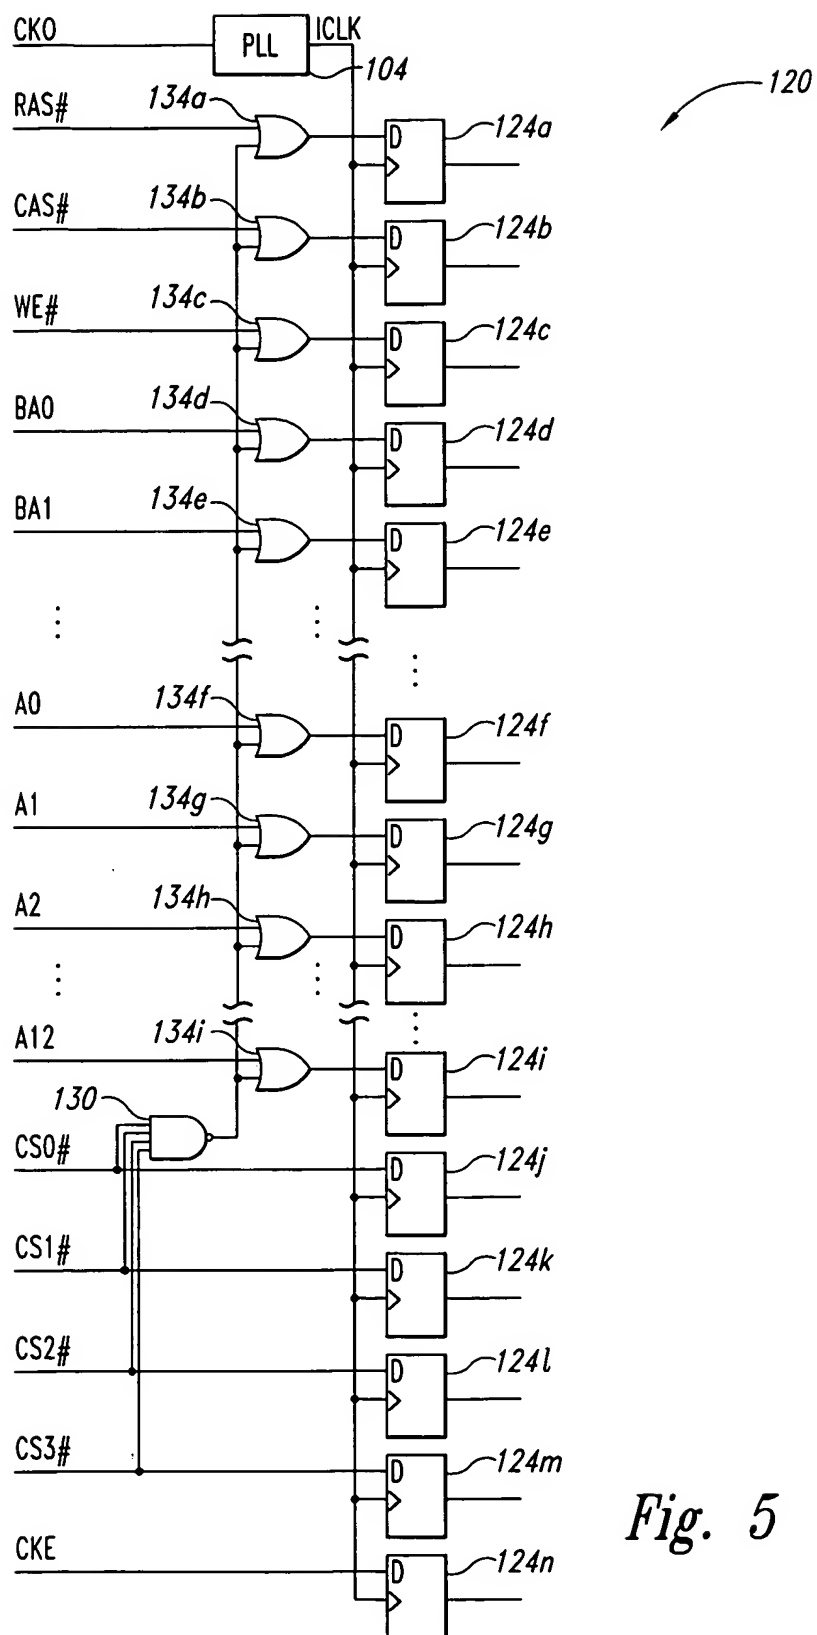 CK0
PLL
ICLK
104
120
RAS#
134a
D
124a
CAS#
134b
D
124b
WE#
134c
D
124c
BA0
134d
D
124d
BA1
134e
D
124e
A0
134f
D
124f
A1
134g
D
124g
A2
134h
D
124h
A12
134i
D
124i
130
CS0#
D
124j
CS1#
D
124k
CS2#
D
124l
CS3#
D
124m
CKE
D
124n
Fig. 5